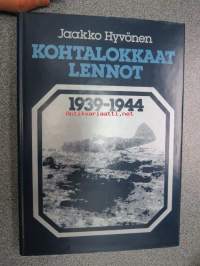 Jaakko Hyvönen
KOHTALOKKAAT
LENNOT
1939-1944
antikvariaatti.net